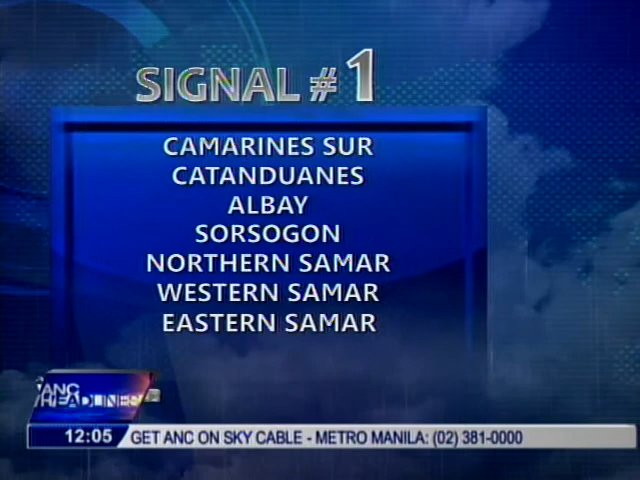 SIGNAL #1
CAMARINES SUR
CATANDUANES
ALBAY
SORSOGON
NORTHERN SAMAR
WESTERN SAMAR
EASTERN SAMAR
ANC
HEADLINES
12:05 GET ANC ON SKY CABLE - METRO MANILA: (02) 381-0000